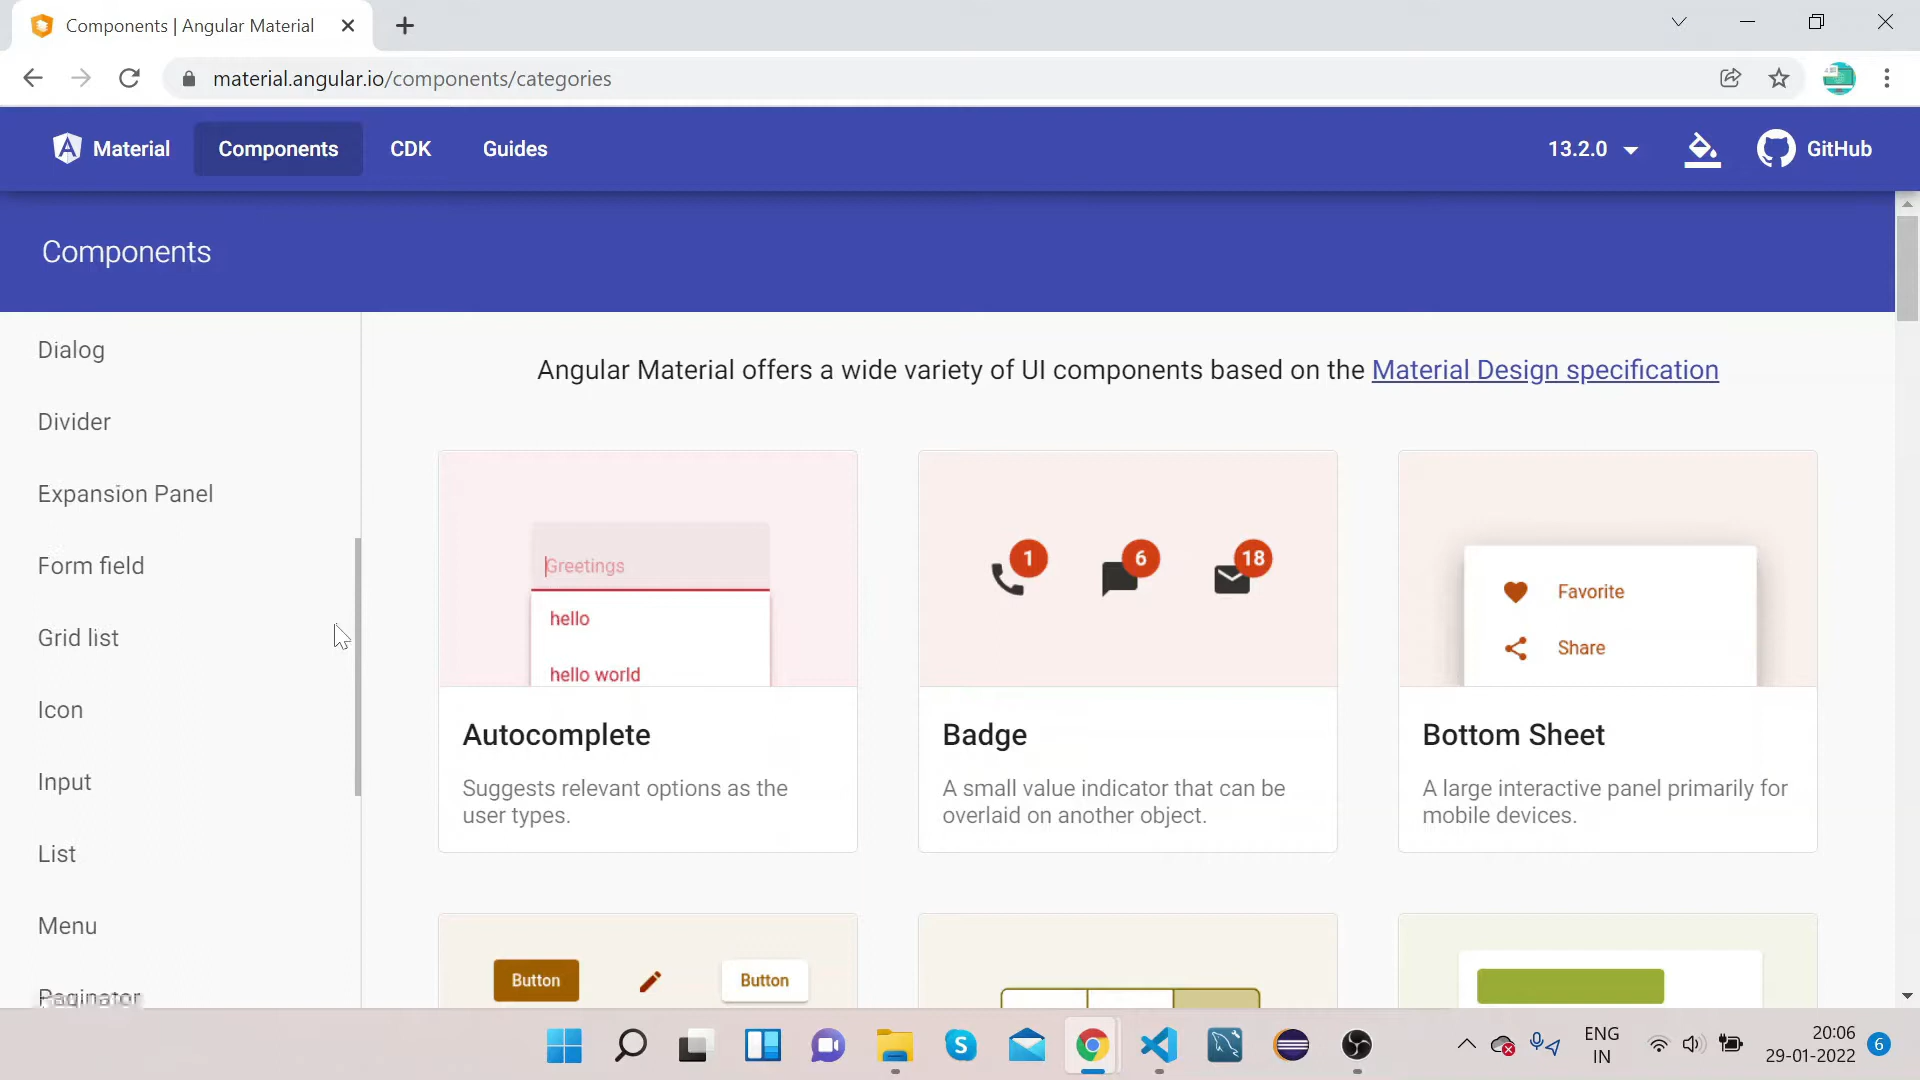 Components | Angular Material
material.angular.io/components/categories
Material
Components
CDK
Guides
13.2.0
GitHub
Components
Dialog
Divider
Expansion Panel
Form field
Grid list
Icon
Input
List
Menu
Paginator
Angular Material offers a wide variety of UI components based on the Material Design specification
Greetings
hello
hello world
Autocomplete
Suggests relevant options as the
user types.
1
6
18
Badge
A small value indicator that can be
overlaid on another object.
Favorite
Share
Bottom Sheet
A large interactive panel primarily for
mobile devices.
Button
Button
ENG
IN
20:06
29-01-2022
6